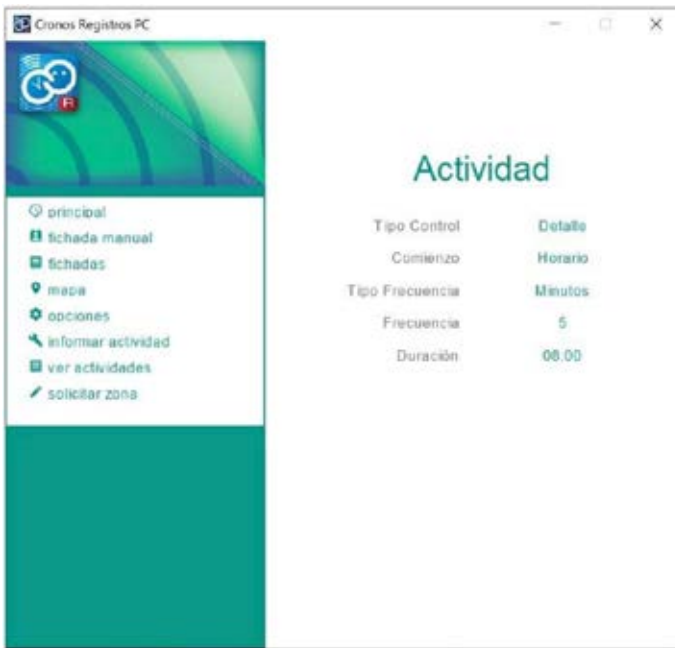 Cronos Registros PC
R
principal
fichada manual
fichadas
mapa
opciones
informar actividad
ver actividades
solicitar zona
Actividad
Tipo Control Detalle
Comienzo Horario
Tipo Frecuencia Minutos
Frecuencia 5
Duración 08.00